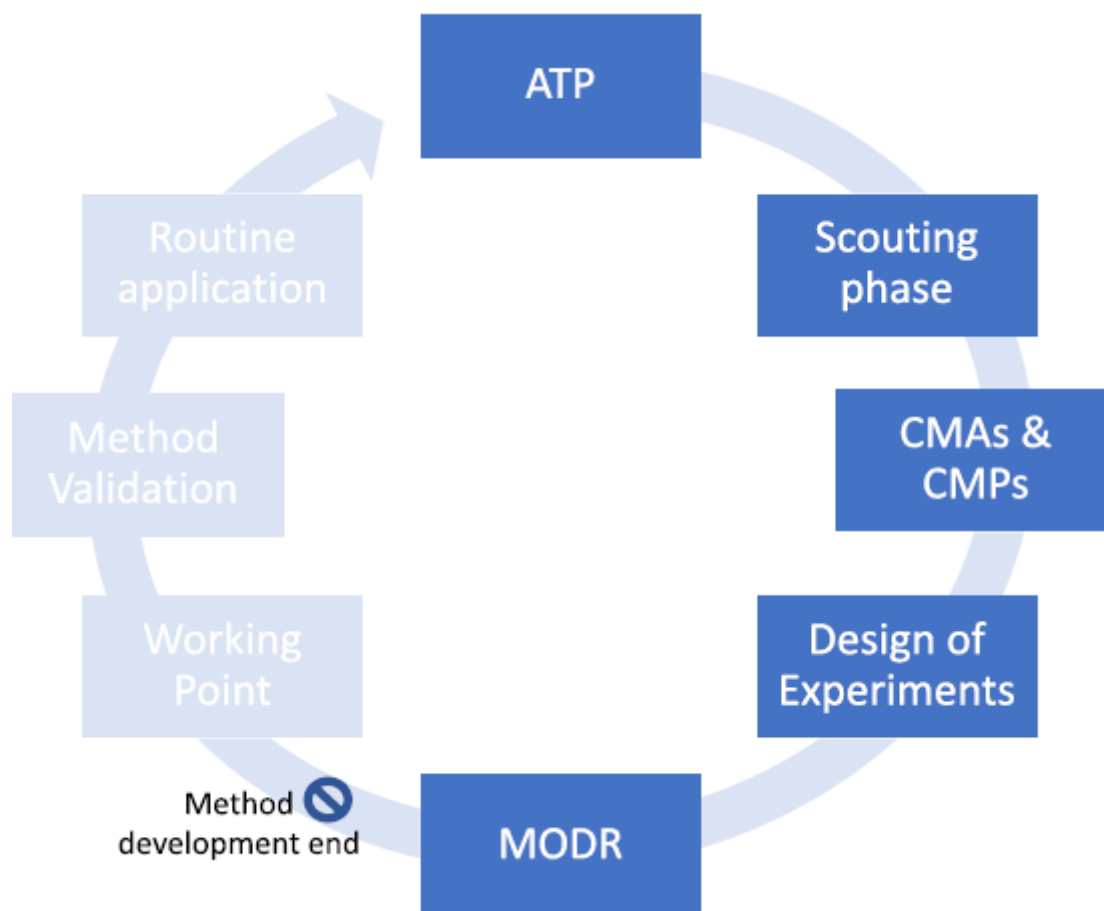 ATP
Scouting
phase
CMAs &
CMPs
Design of
Experiments
MODR
Method
development end
Working
Point
Method
Validation
Routine
application